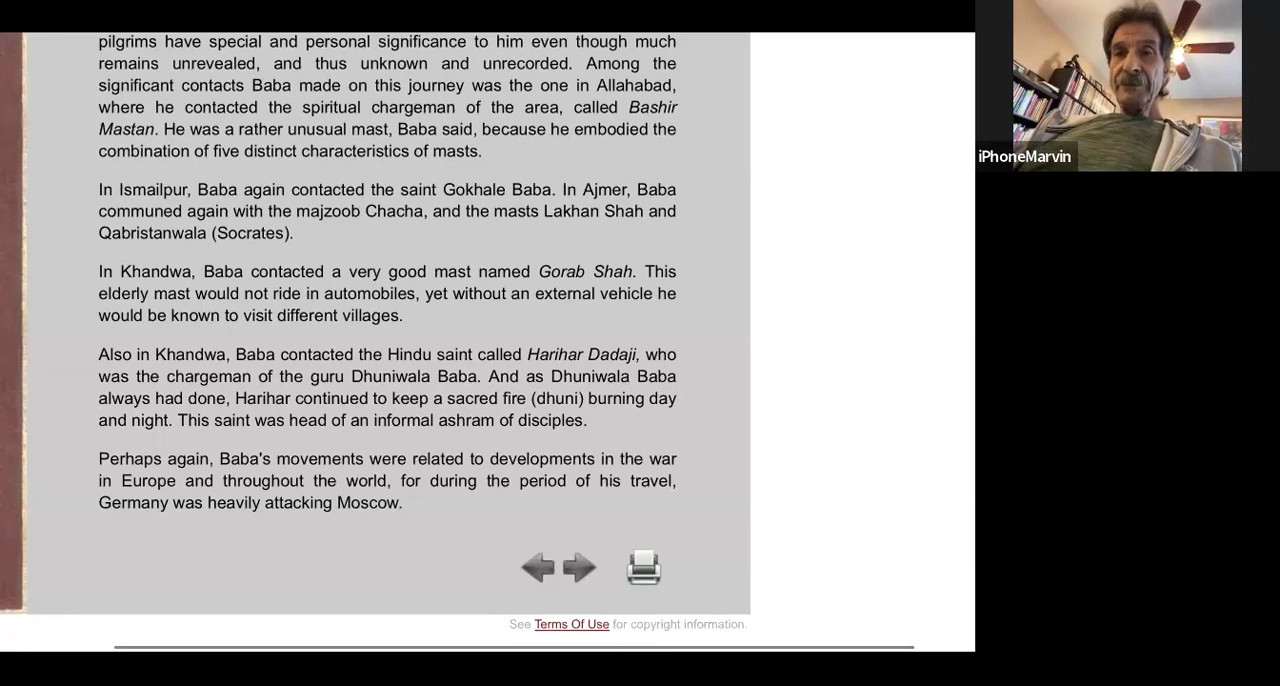 pilgrims have special and personal significance to him even though much
remains unrevealed, and thus unknown and unrecorded. Among the
significant contacts Baba made on this journey was the one in Allahabad,
where he contacted the spiritual chargeman of the area, called Bashir
Mastan. He was a rather unusual mast, Baba said, because he embodied the
combination of five distinct characteristics of masts.
In Ismailpur, Baba again contacted the saint Gokhale Baba. In Ajmer, Baba
communed again with the majzoob Chacha, and the masts Lakhan Shah and
Qabristanwala (Socrates).
In Khandwa, Baba contacted a very good mast named Gorab Shah. This
elderly mast would not ride in automobiles, yet without an external vehicle he
would be known to visit different villages.
Also in Khandwa, Baba contacted the Hindu saint called Harihar Dadaji, who
was the chargeman of the guru Dhuniwala Baba. And as Dhuniwala Baba
always had done, Harihar continued to keep a sacred fire (dhuni) burning day
and night. This saint was head of an informal ashram of disciples.
Perhaps again, Baba's movements were related to developments in the war
in Europe and throughout the world, for during the period of his travel,
Germany was heavily attacking Moscow.
See Terms Of Use for copyright information.
iPhoneMarvin